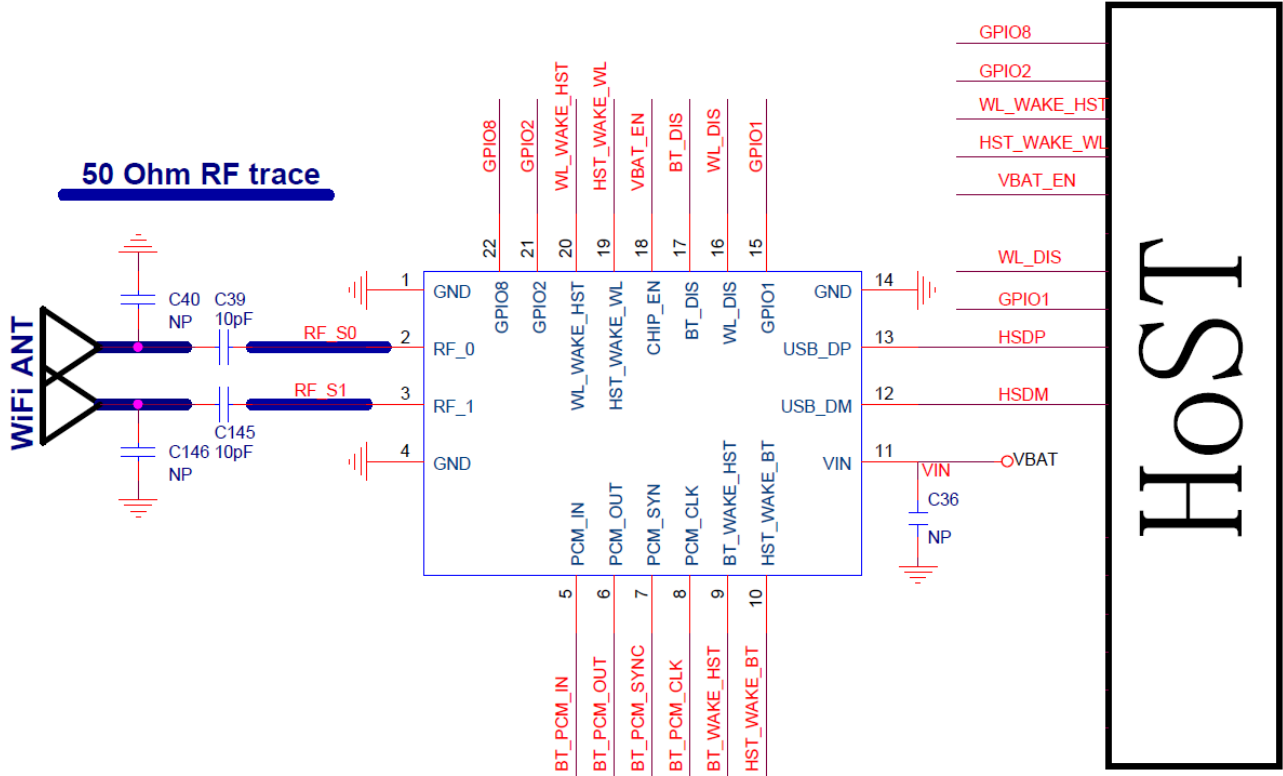 50 Ohm RF trace
WiFi ANT
C40
NP
C39
10pF
RF_S0
RF_S1
C145
10pF
C146
NP
GPIO8
GPIO2
WL_WAKE_HST
HST_WAKE_WL
VBAT_EN
BT_DIS
WL_DIS
GPIO1
22
21
20
19
18
17
16
15
GPIO8
GPIO2
WL_WAKE_HST
HST_WAKE_WL
CHIP_EN
BT_DIS
WL_DIS
GPIO1
1
GND
2
RF_0
3
RF_1
4
GND
GND
14
USB_DP
13
USB_DM
12
VIN
11
PCM_IN
PCM_OUT
PCM_SYN
PCM_CLK
BT_WAKE_HST
HST_WAKE_BT
5
6
7
8
9
10
BT_PCM_IN
BT_PCM_OUT
BT_PCM_SYNC
BT_PCM_CLK
BT_WAKE_HST
HST_WAKE_BT
VIN
VBAT
C36
NP
GPIO8
GPIO2
WL_WAKE_HST
HST_WAKE_WL
VBAT_EN
WL_DIS
GPIO1
HSDP
HSDM
HoST